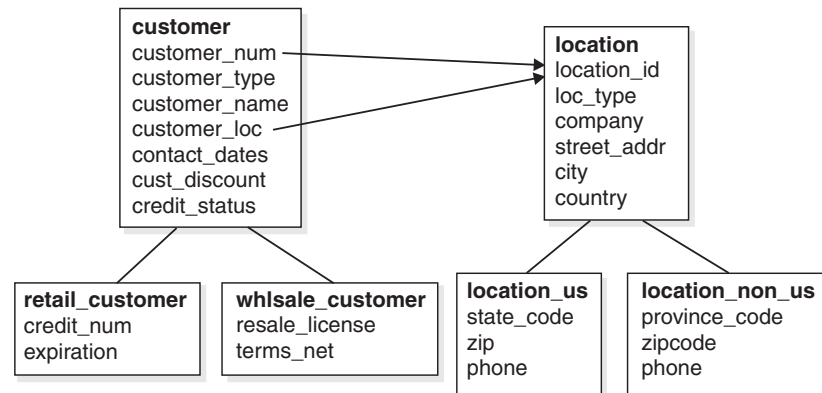 customer
customer_num
customer_type
customer_name
customer_loc
contact_dates
cust_discount
credit_status
location
location_id
loc_type
company
street_addr
city
country
retail_customer
credit_num
expiration
whlsale_customer
resale_license
terms_net
location_us
state_code
zip
phone
location_non_us
province_code
zipcode
phone